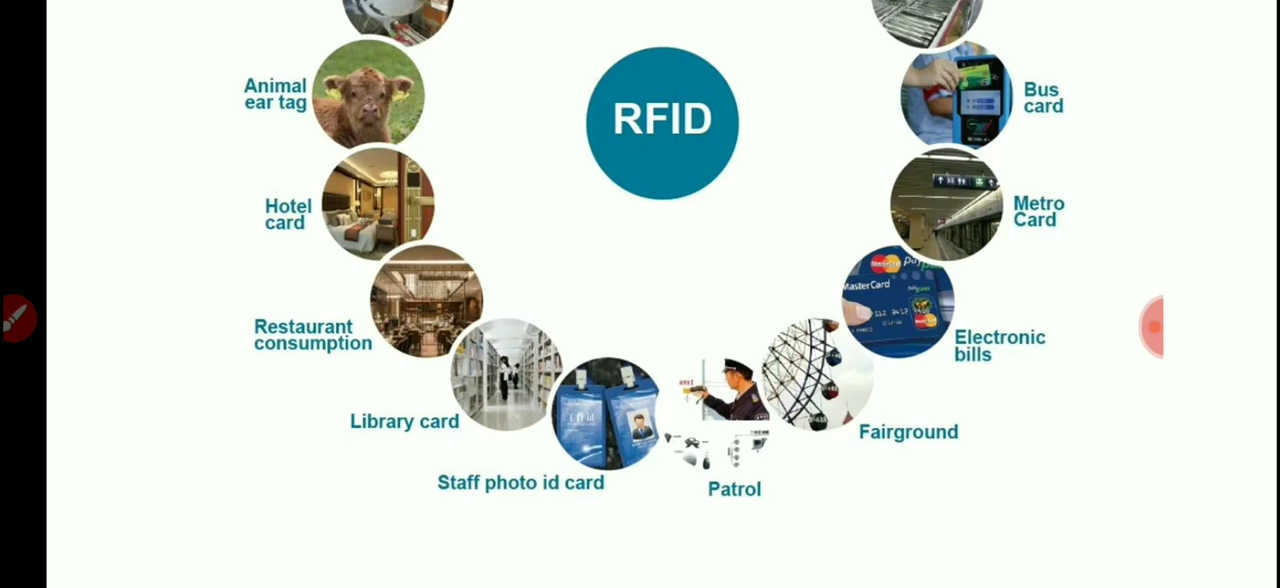 RFID
Animal
ear tag
Bus
card
Hotel
card
Metro
Card
MasterCard
Restaurant
consumption
Electronic
bills
Library card
Fairground
Staff photo id card
Patrol